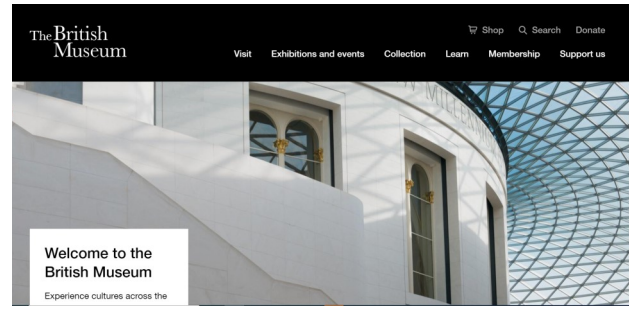 The British
Museum
Shop Search Donate
Visit Exhibitions and events Collection Learn Membership Support us
MILLENN
Welcome to the
British Museum
Experience cultures across the